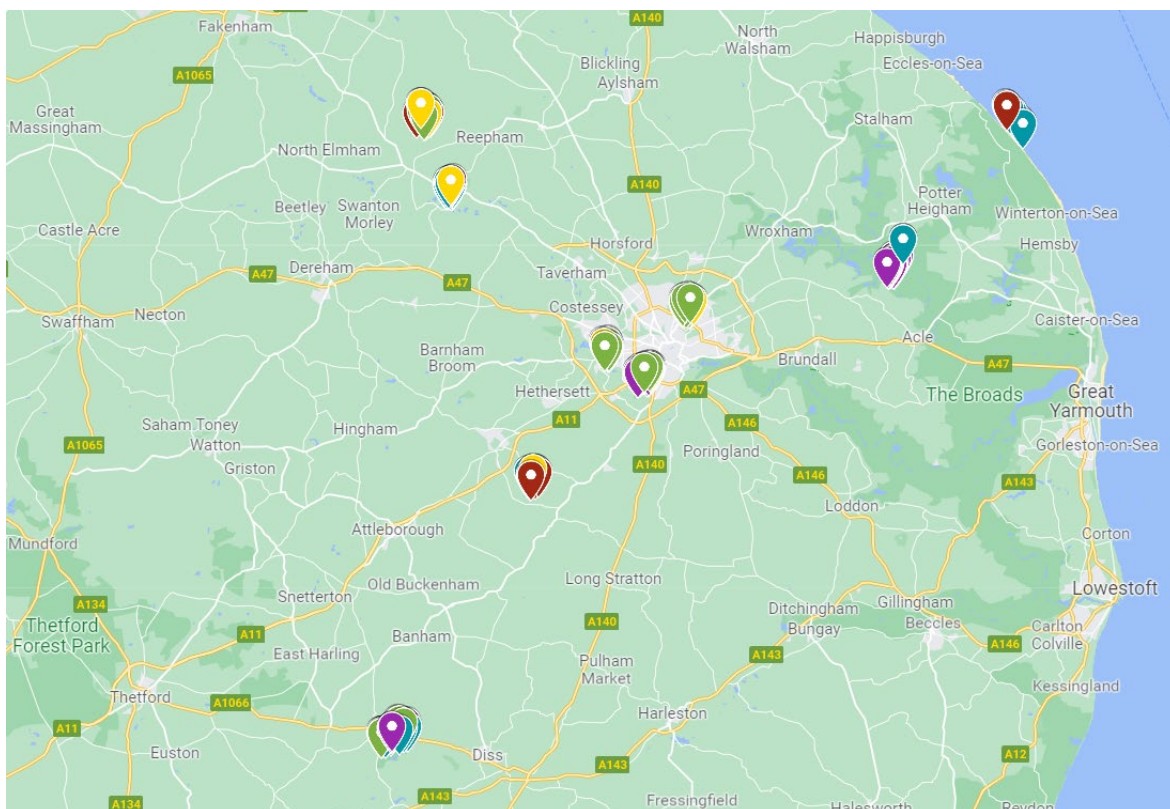 A140
North
Walsham
Happisburgh
Fakenham
Eccles-on-Sea
Blickling
Aylsham
A1065
Great
Massingham
Stalham
Reepham
North Elmham
A140
Beetley
Swanton
Morley
Potter
Heigham
Winterton-on-Sea
Castle Acre
Wroxham
Horsford
Hemsby
Dereham
Taverham
A47
A47
Costessey
Caister-on-Sea
Swaffham
Necton
Acle
Barnham
Broom
Brundall
A47
Hethersett
A47
The Broads
Great
Yarmouth
A11
A146
Saham Toney
Watton
Hingham
Gorleston-on-Sea
A1065
Poringland
A140
Griston
A146
A143
Loddon
Attleborough
Mundford
Corton
Old Buckenham
Long Stratton
Lowestoft
Snetterton
A134
Ditchingham
Bungay
Gillingham
Beccles
Thetford
Forest Park
A140
A11
Banham
Carlton
Colville
A146
East Harling
A143
Pulham
Market
Thetford
Kessingland
A1066
Harleston
A11
Euston
Diss
A12
A143
A134
Fressingfield
Halesworth
Reydon